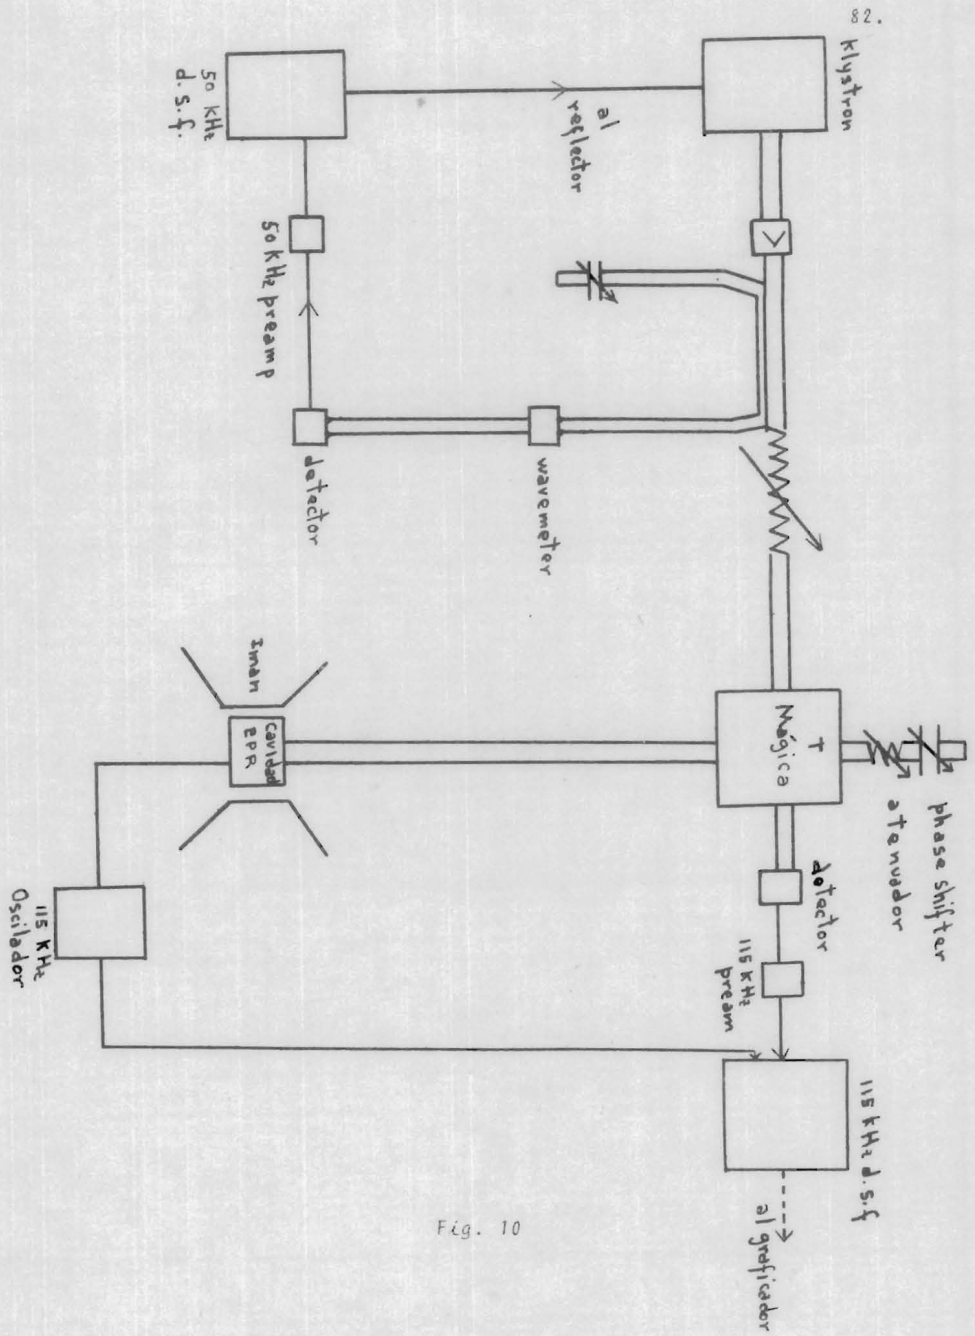 82.
Klystron
al
reflector
50 kHz
d.s.f.
50 kHz preamp
detector
wavemeter
T
Mágica
phase shifter
atenuador
detector
115 kHz
pream
115 kHz d.s.f
al graficador
Iman
Cavidad
EPR
115 kHz
Oscilador
Fig. 10